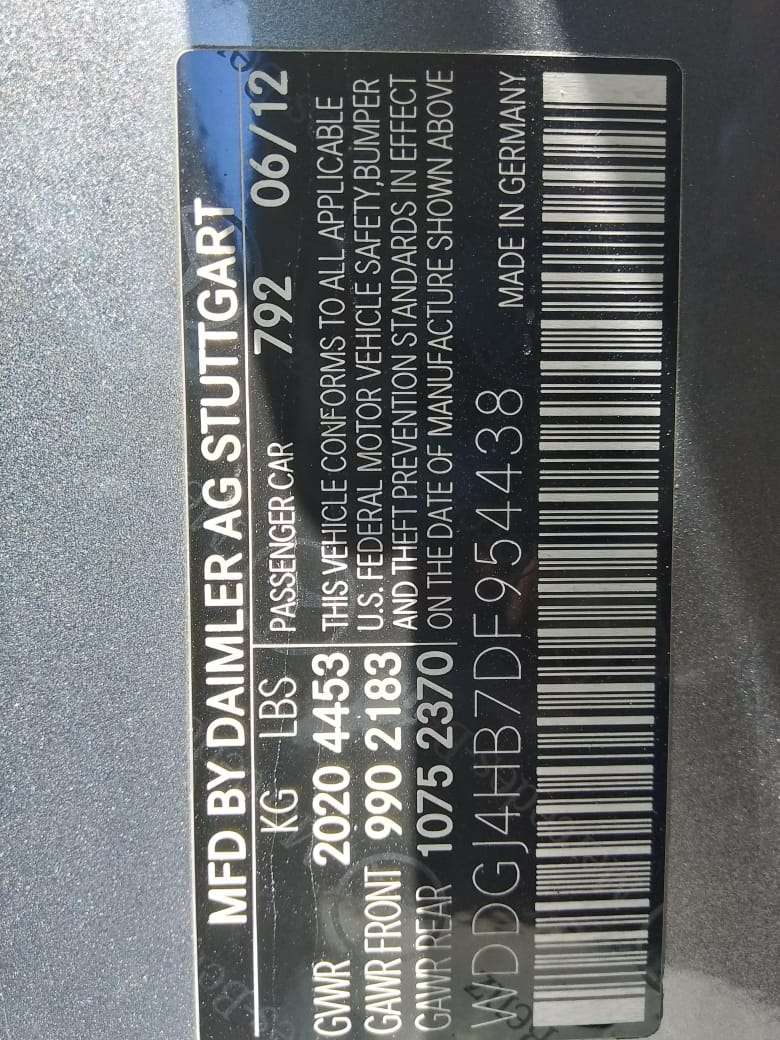 MFD BY DAIMLER AG STUTTGART
KG LBS PASSENGER CAR 792 06/12
GVWR 2020 4453 THIS VEHICLE CONFORMS TO ALL APPLICABLE
GAWR FRONT 990 2183 U.S. FEDERAL MOTOR VEHICLE SAFETY,BUMPER
GAWR REAR 1075 2370 AND THEFT PREVENTION STANDARDS IN EFFECT
ON THE DATE OF MANUFACTURE SHOWN ABOVE
WDDGJ4HB7DF954438 MADE IN GERMANY